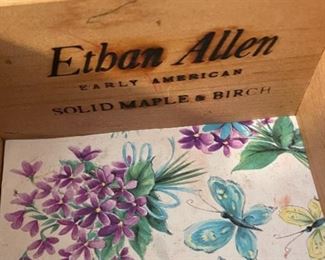 Ethan Allen
EARLY AMERICAN
SOLID MAPLE & BIRCH